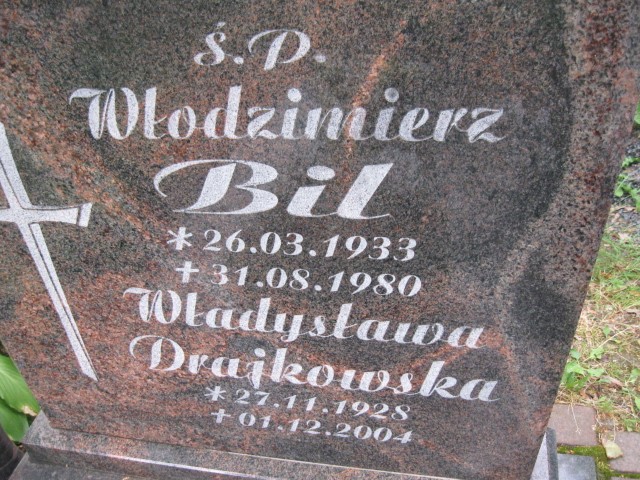 Ś.P.
Włodzimierz
Bil
* 26.03.1933
+ 31.08.1980
Władysława
Drajkowska
* 27.11.1928
+ 01.12.2004